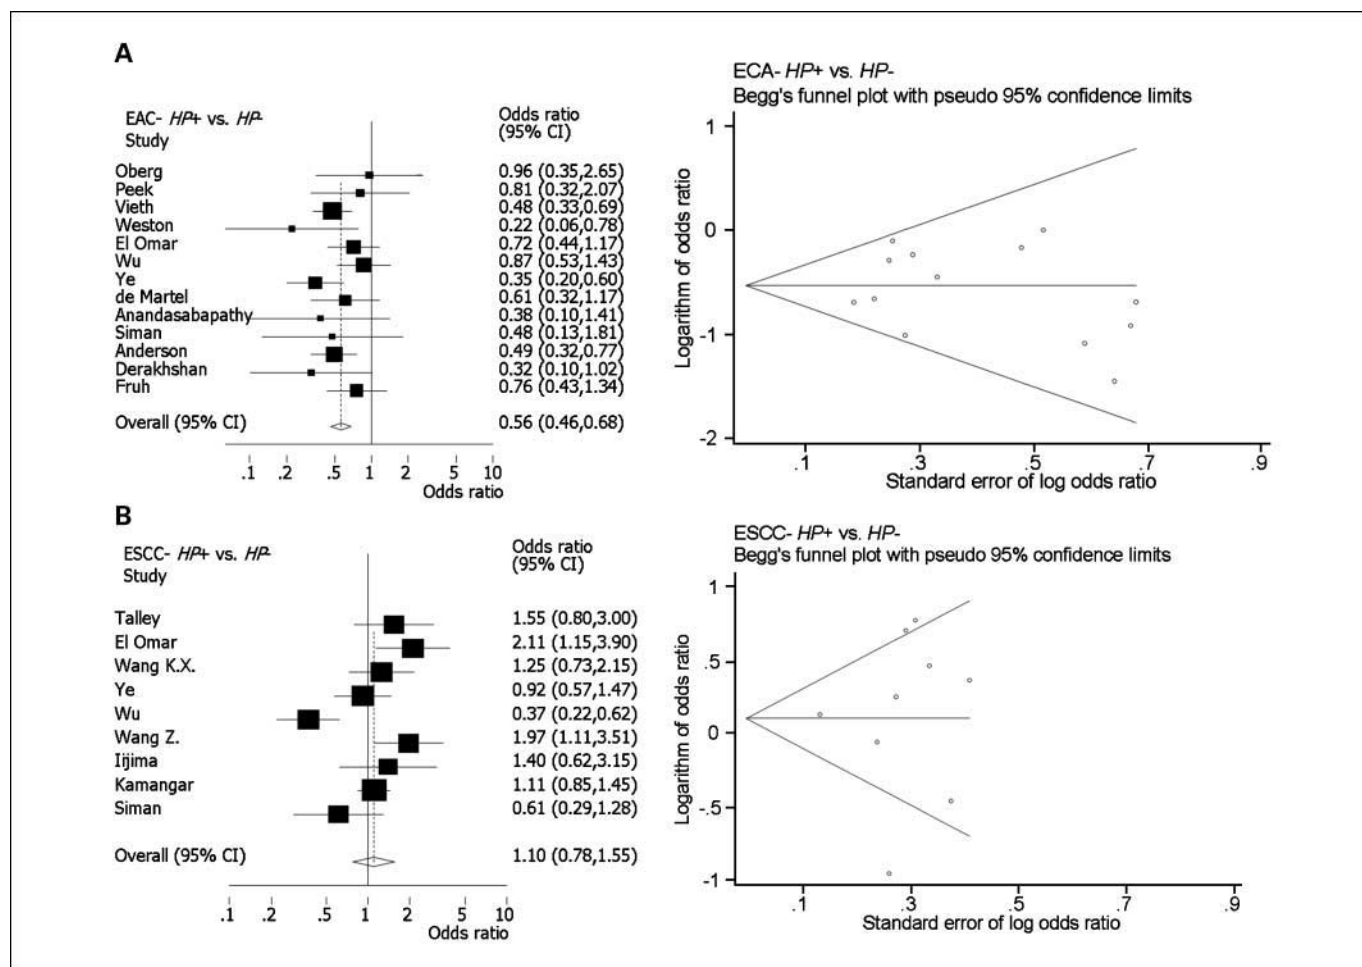 A
EAC- HP+ vs. HP-
Study
Odds ratio
(95% CI)
Oberg 0.96 (0.35,2.65)
Peek 0.81 (0.32,2.07)
Vieth 0.48 (0.33,0.69)
Weston 0.22 (0.06,0.78)
El Omar 0.72 (0.44,1.17)
Wu 0.87 (0.53,1.43)
Ye 0.35 (0.20,0.60)
de Martel 0.61 (0.32,1.17)
Anandasabapathy 0.38 (0.10,1.41)
Siman 0.48 (0.13,1.81)
Anderson 0.49 (0.32,0.77)
Derakhshan 0.32 (0.10,1.02)
Fruh 0.76 (0.43,1.34)
Overall (95% CI) 0.56 (0.46,0.68)
.1 .2 .5 1 2 5 10
Odds ratio
ECA- HP+ vs. HP-
Begg's funnel plot with pseudo 95% confidence limits
Logarithm of odds ratio
1
0
-1
-2
.1 .3 .5 .7 .9
Standard error of log odds ratio
B
ESCC- HP+ vs. HP-
Study
Odds ratio
(95% CI)
Talley 1.55 (0.80,3.00)
El Omar 2.11 (1.15,3.90)
Wang K.X. 1.25 (0.73,2.15)
Ye 0.92 (0.57,1.47)
Wu 0.37 (0.22,0.62)
Wang Z. 1.97 (1.11,3.51)
Iijima 1.40 (0.62,3.15)
Kamangar 1.11 (0.85,1.45)
Siman 0.61 (0.29,1.28)
Overall (95% CI) 1.10 (0.78,1.55)
.1 .2 .5 1 2 5 10
Odds ratio
ESCC- HP+ vs. HP-
Begg's funnel plot with pseudo 95% confidence limits
Logarithm of odds ratio
1
.5
0
-.5
-1
.1 .3 .5 .7 .9
Standard error of log odds ratio